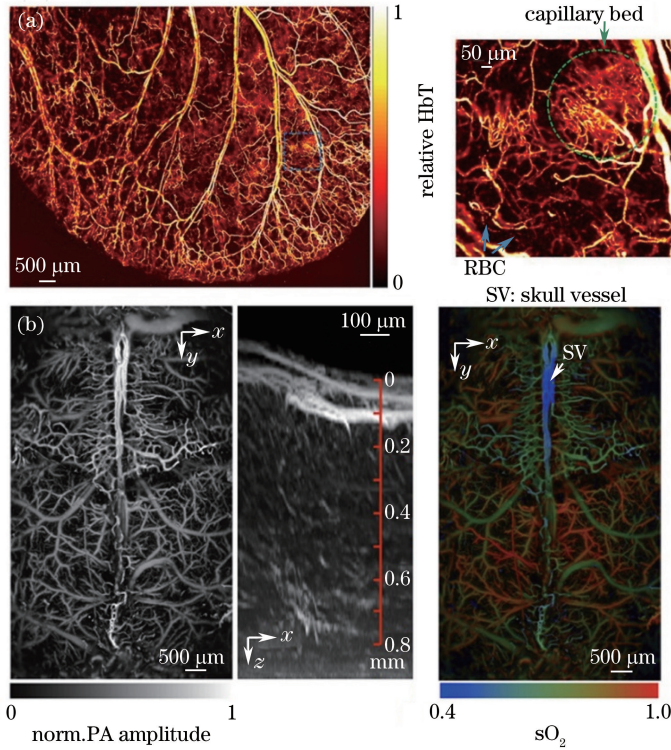 (a)
1
relative HbT
0
500 μm
capillary bed
50 μm
RBC
(b)
x
y
500 μm
0
1
norm.PA amplitude
100 μm
0
0.2
0.4
0.6
0.8
mm
x
z
SV: skull vessel
x
y
SV
500 μm
0.4
1.0
sO₂